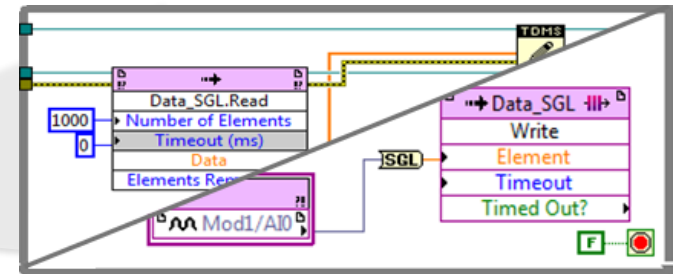 TDMS
Data_SGL.Read
1000
Number of Elements
0
Timeout (ms)
Data
Elements Rem
Mod1/AI0
SGL
Data_SGL
Write
Element
Timeout
Timed Out?
F